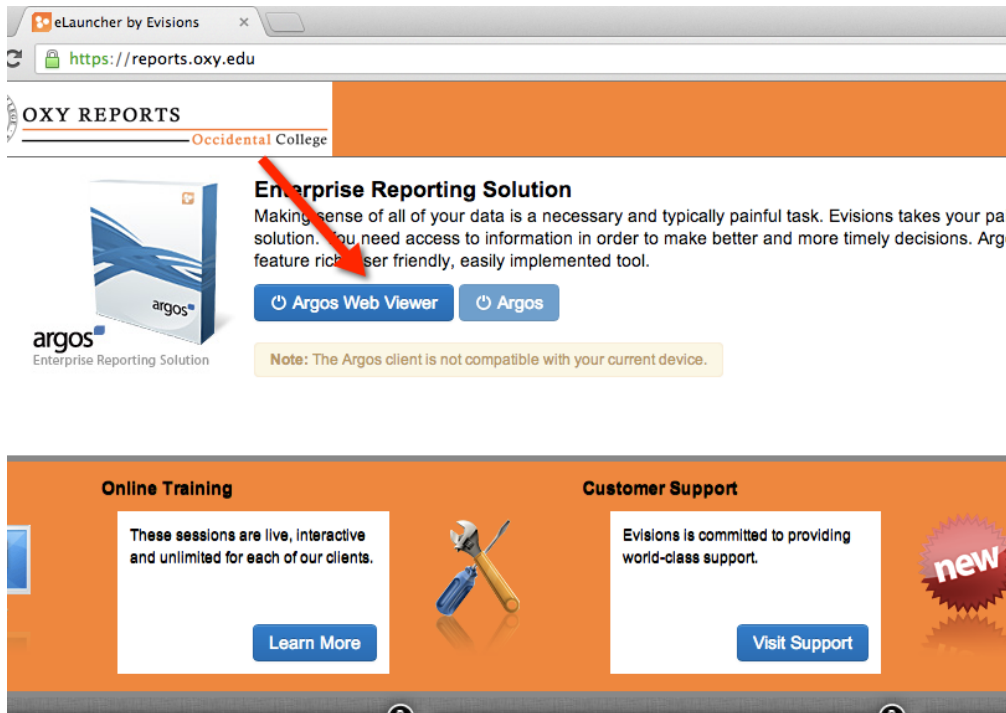 eLauncher by Evisions
https://reports.oxy.edu
OXY REPORTS
Occidental College
Enterprise Reporting Solution
Making sense of all of your data is a necessary and typically painful task. Evisions takes your pa
solution. You need access to information in order to make better and more timely decisions. Arg
feature rich, user friendly, easily implemented tool.
Argos Web Viewer
Argos
argos
argos
Enterprise Reporting Solution
Note: The Argos client is not compatible with your current device.
Online Training
Customer Support
These sessions are live, interactive
and unlimited for each of our clients.
Evisions is committed to providing
world-class support.
new
Learn More
Visit Support